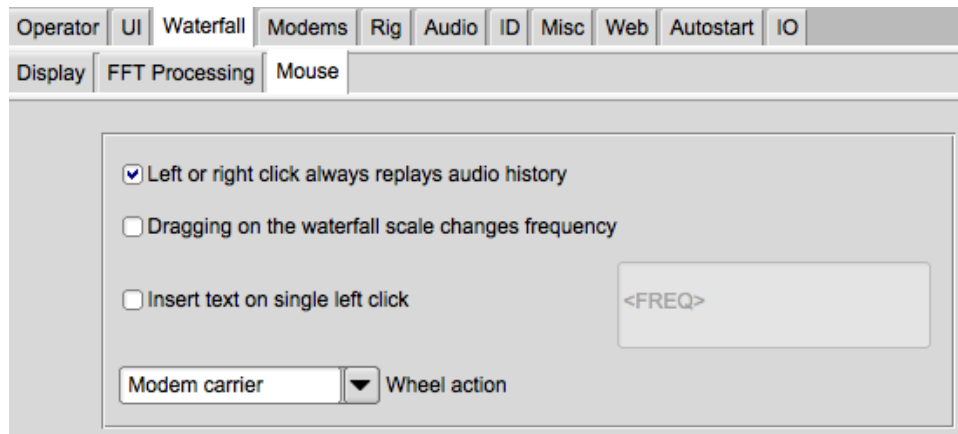 Operator UI Waterfall Modems Rig Audio ID Misc Web Autostart IO
Display FFT Processing Mouse
Left or right click always replays audio history
Dragging on the waterfall scale changes frequency
Insert text on single left click <FREQ>
Modem carrier Wheel action